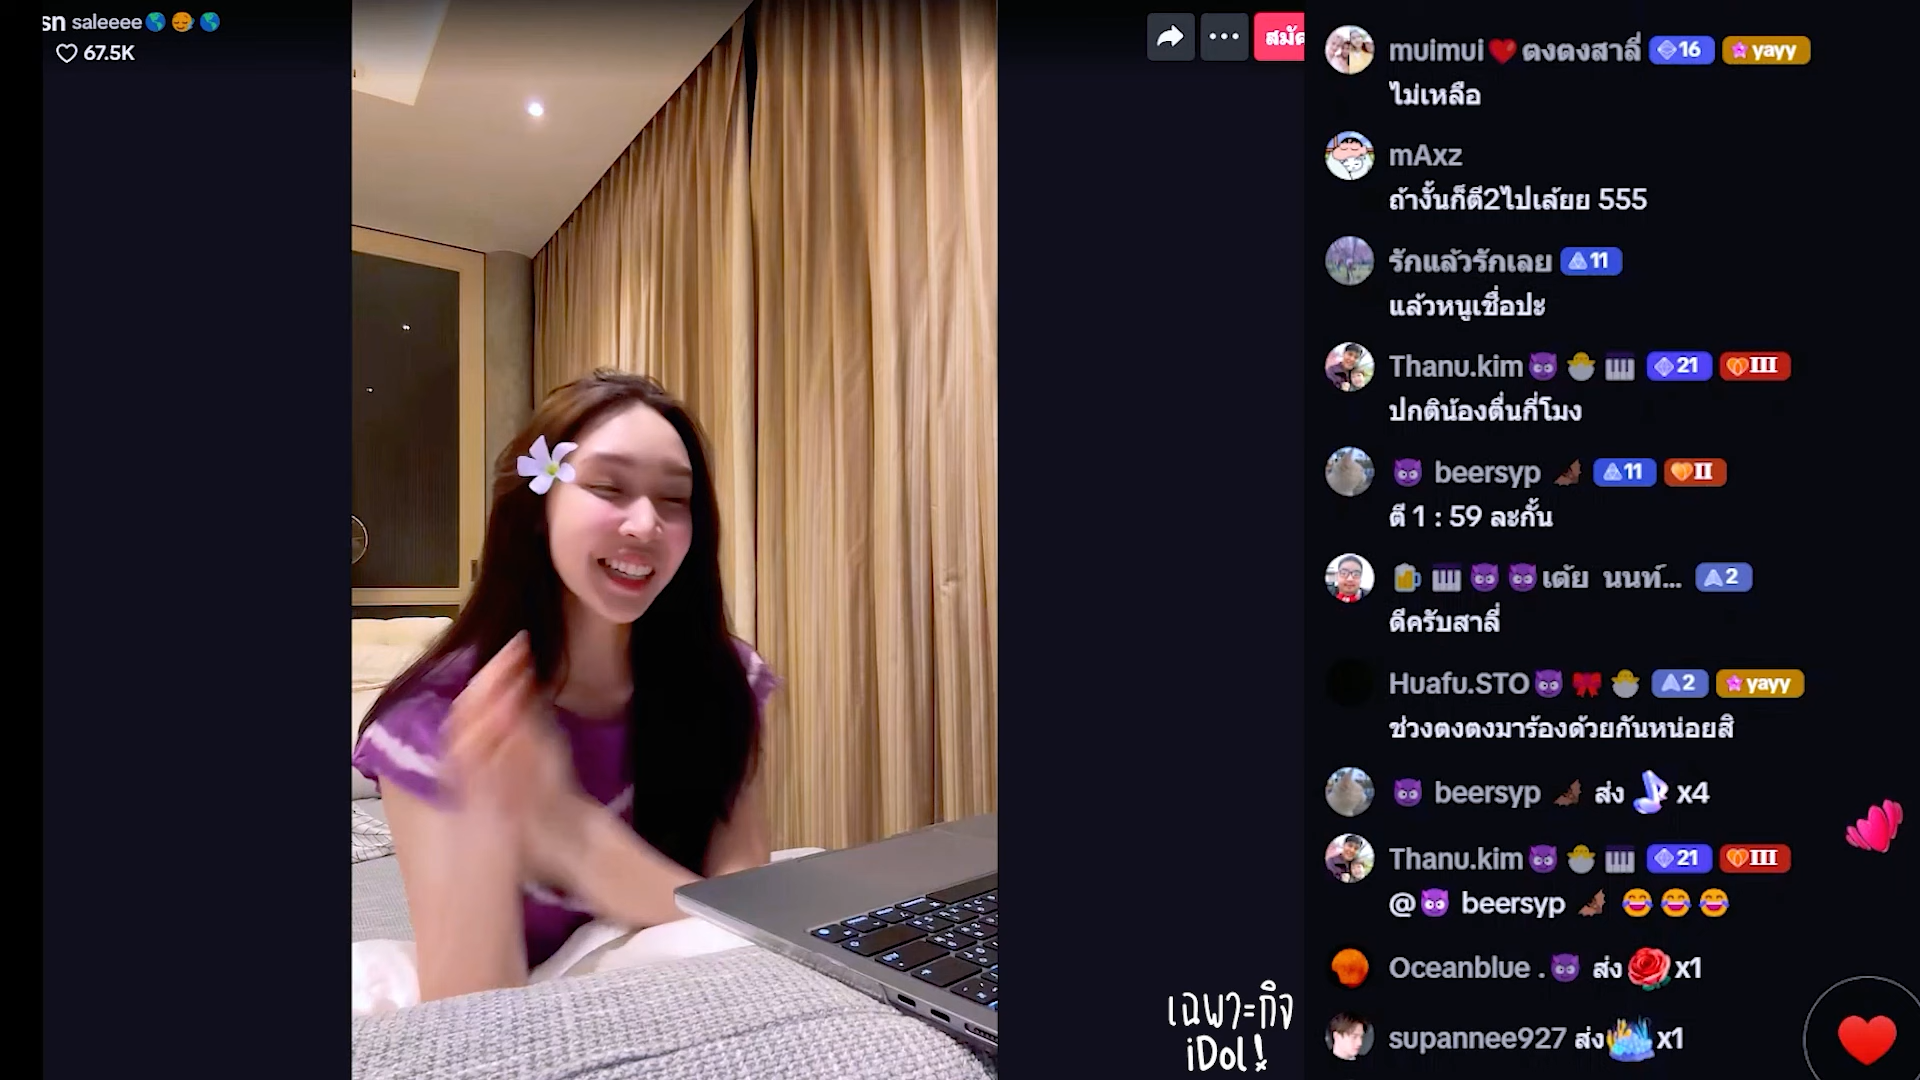 sn saleeee
67.5K
muimui ตงตงสาลี่ 16 yayy
ไม่เหลือ
mAxz
ถ้างั้นก็ตี2ไปเล้ยย 555
รักแล้วรักเลย 11
แล้วหนูเชื่อปะ
Thanu.kim 21 III
ปกติน้องตื่นกี่โมง
beersyp 11 II
ตี 1 : 59 ละกั้น
เต้ย นนท์... 2
ดีครับสาลี่
Huafu.STO 2 yayy
ช่วงตงตงมาร้องด้วยกันหน่อยสิ
beersyp ส่ง x4
Thanu.kim 21 III
@ beersyp
Oceanblue . ส่ง x1
supannee927 ส่ง x1
เฉพาะกิจ
iDol!